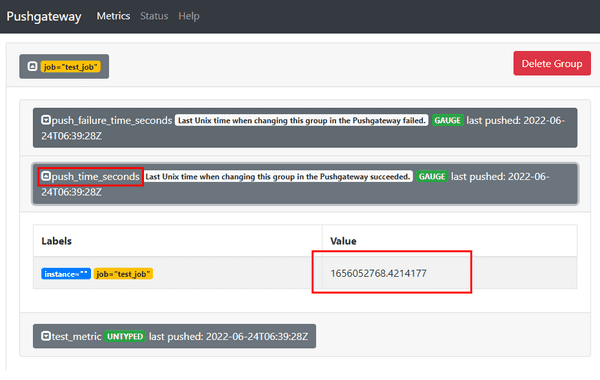 Pushgateway Metrics Status Help
job="test_job" Delete Group
push_failure_time_seconds Last Unix time when changing this group in the Pushgateway failed. GAUGE last pushed: 2022-06-
24T06:39:28Z
push_time_seconds Last Unix time when changing this group in the Pushgateway succeeded. GAUGE last pushed: 2022-06-
24T06:39:28Z
Labels Value
instance="" job="test_job" 1656052768.4214177
test_metric UNTYPED last pushed: 2022-06-24T06:39:28Z